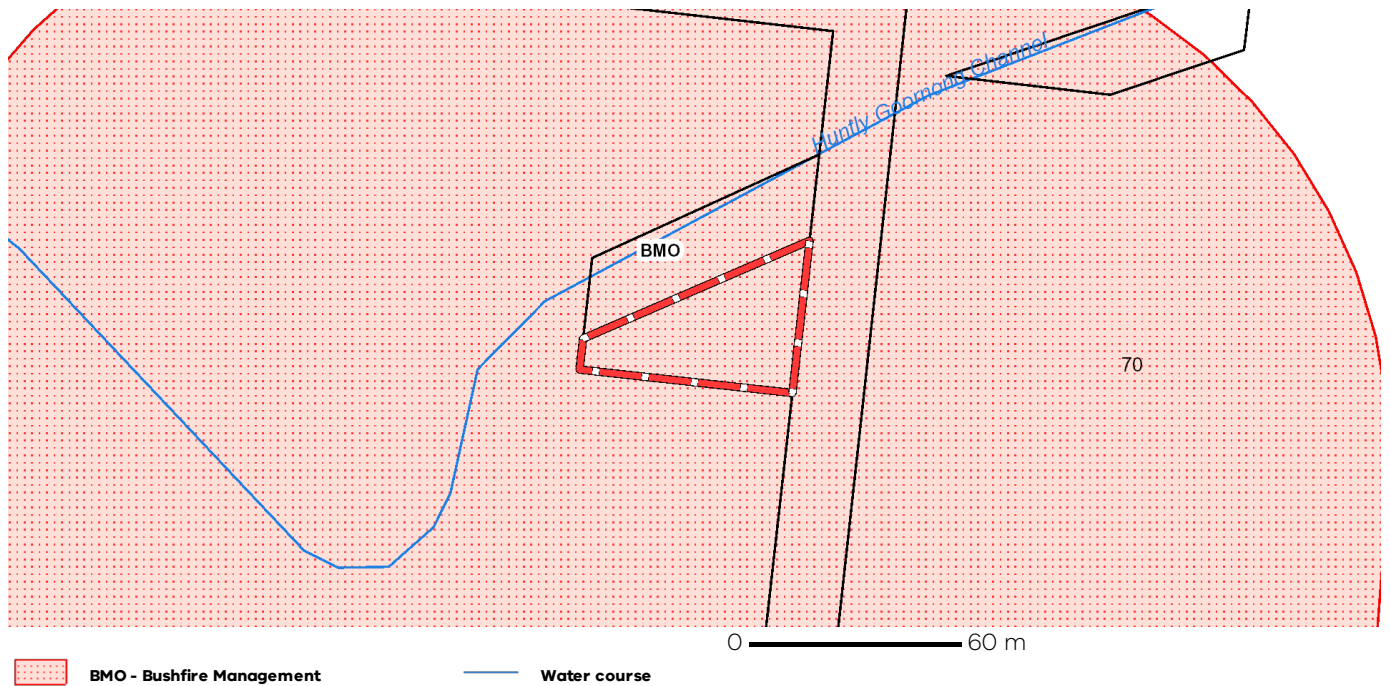 Huntly Goornong Channel
BMO
70
0 60 m
BMO - Bushfire Management Water course